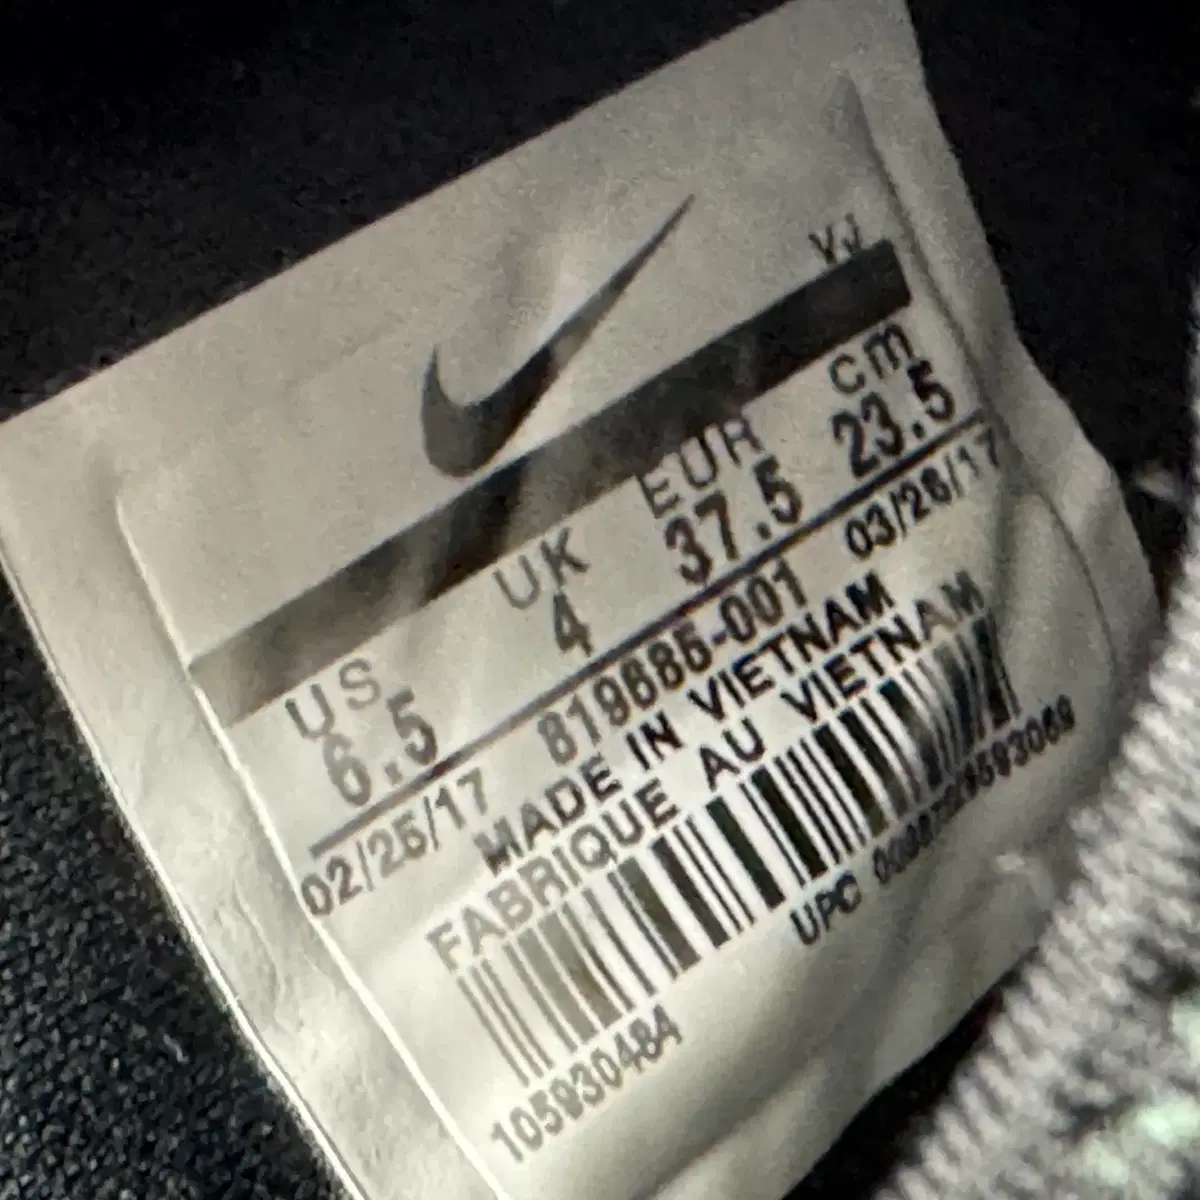 VJ
US UK EUR cm
6.5 4 37.5 23.5
02/25/17 819685-001 03/26/17
MADE IN VIETNAM
FABRIQUE AU VIETNAM
UPC
105930484